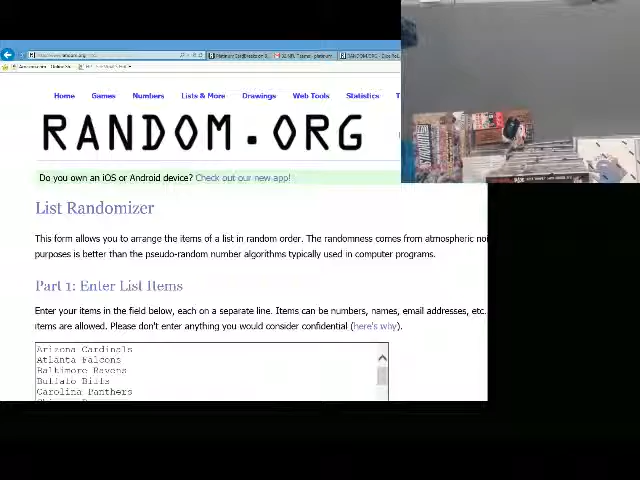 Home Games Numbers Lists & More Drawings Web Tools Statistics T
RANDOM.ORG
Do you own an iOS or Android device? Check out our new app!
List Randomizer
This form allows you to arrange the items of a list in random order. The randomness comes from atmospheric noi
purposes is better than the pseudo-random number algorithms typically used in computer programs.
Part 1: Enter List Items
Enter your items in the field below, each on a separate line. Items can be numbers, names, email addresses, etc.
items are allowed. Please don't enter anything you would consider confidential (here's why).
Arizona Cardinals
Atlanta Falcons
Baltimore Ravens
Buffalo Bills
Carolina Panthers